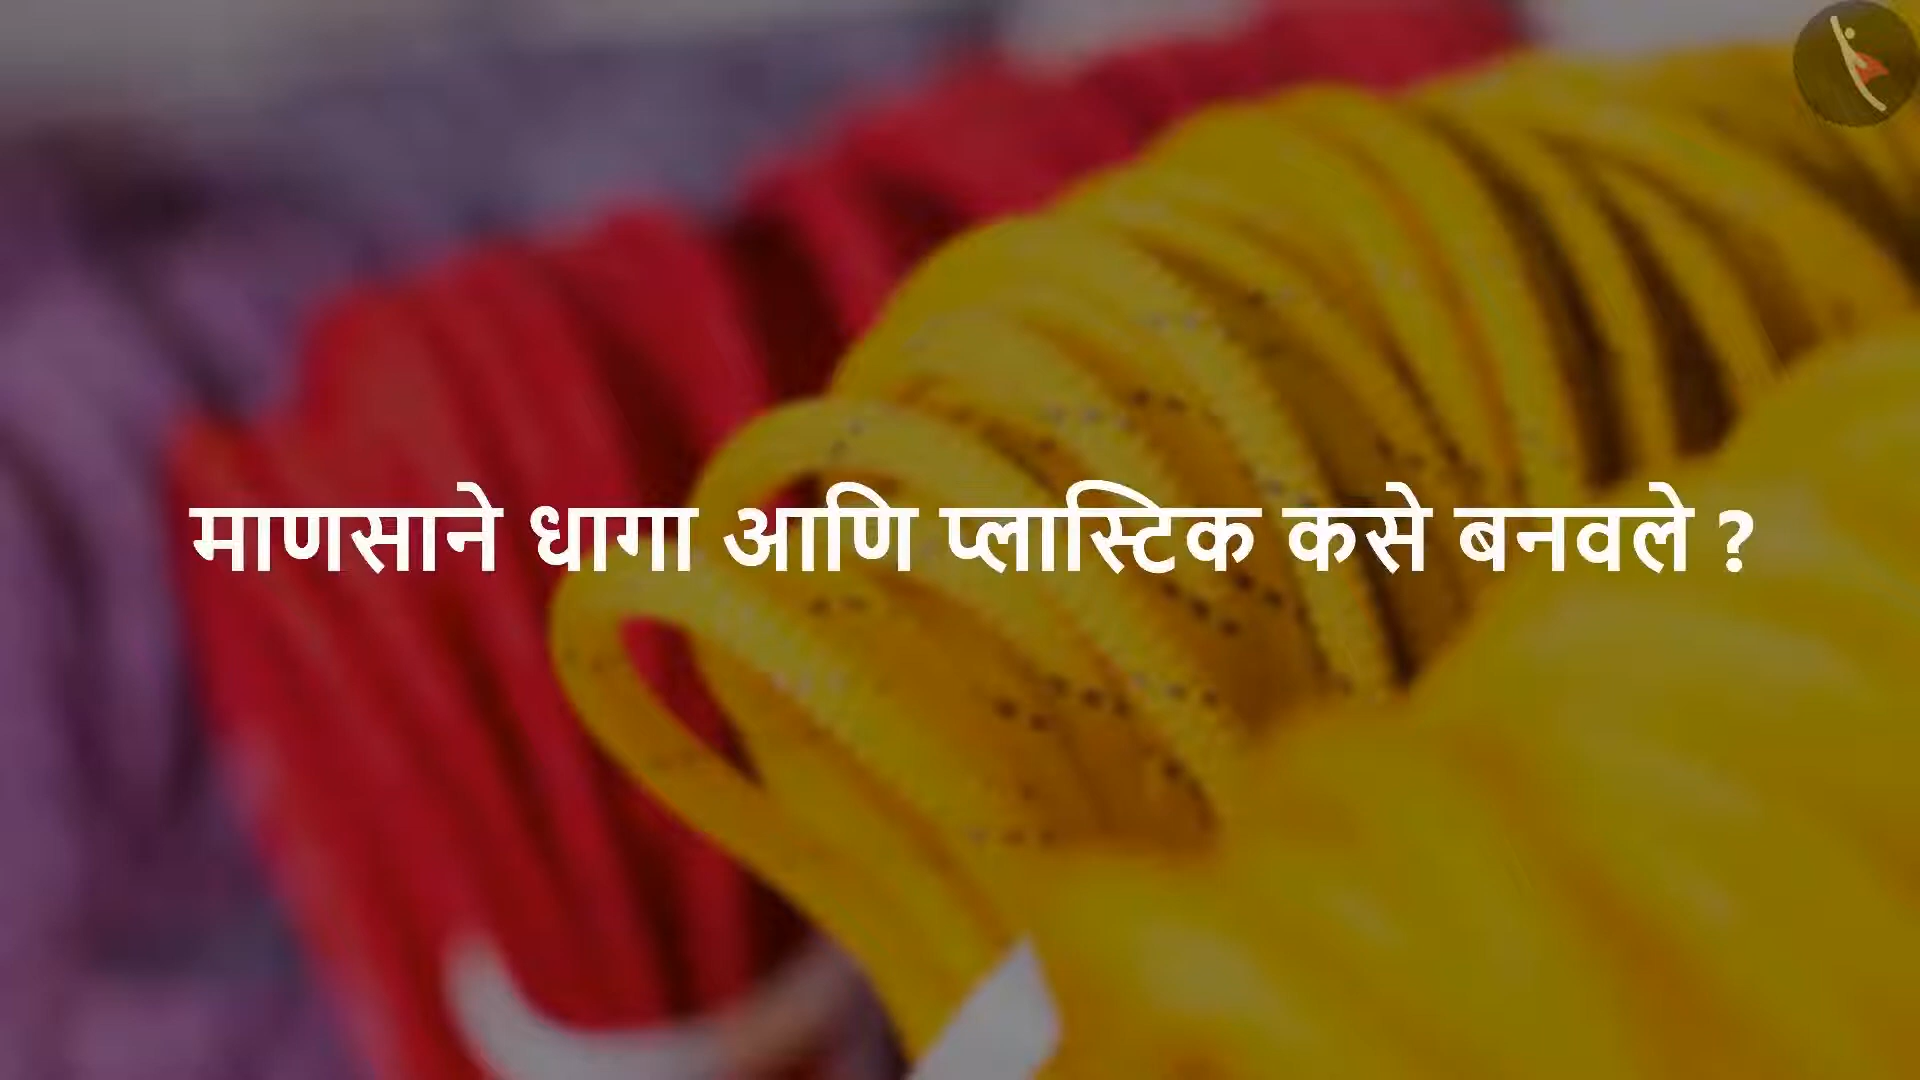 माणसाने धागा आणि प्लास्टिक कसे बनवले ?